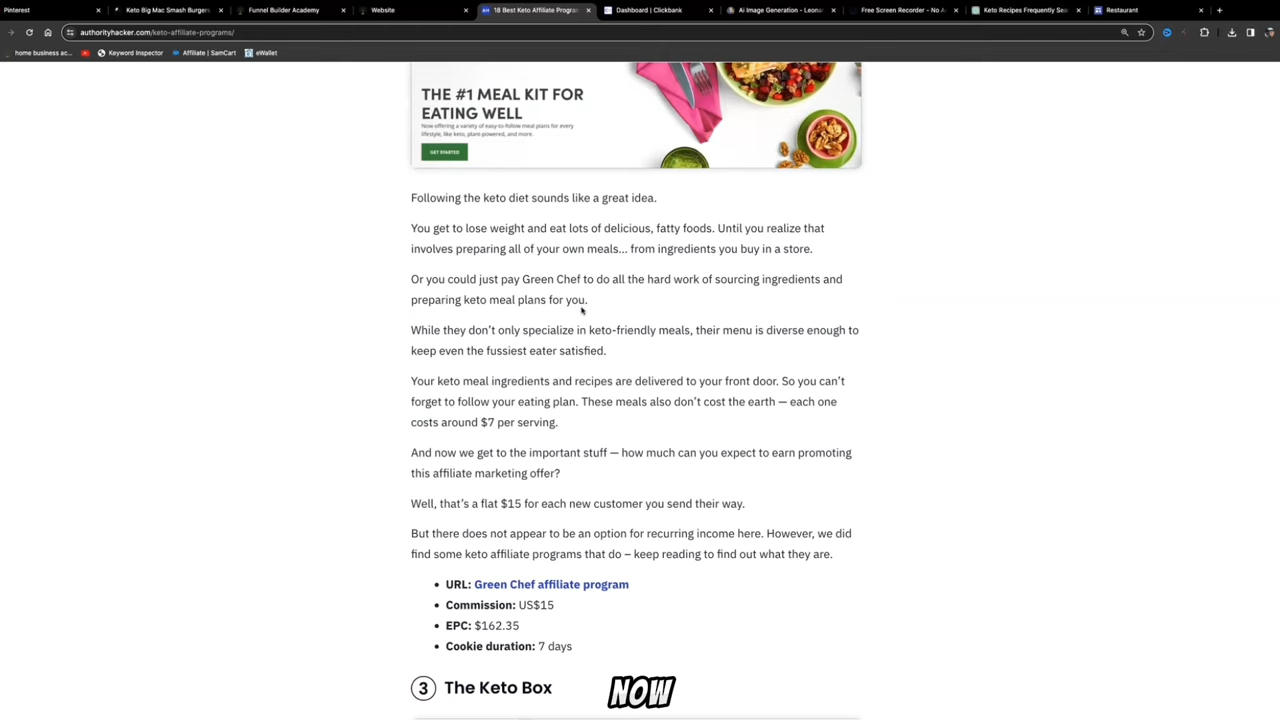 Pinterest
Keto Big Mac Smash Burgers
Funnel Builder Academy
Website
18 Best Keto Affiliate Program
Dashboard | Clickbank
Ai Image Generation - Leona
Free Screen Recorder - No A
Keto Recipes Frequently Sea
Restaurant
authorityhacker.com/keto-affiliate-programs/
home business ac...
Keyword Inspector
Affiliate | SamCart
eWallet
THE #1 MEAL KIT FOR
EATING WELL
Now offering a variety of easy-to-follow meal plans for every
lifestyle, like keto, plant-powered, and more.
GET STARTED
Following the keto diet sounds like a great idea.
You get to lose weight and eat lots of delicious, fatty foods. Until you realize that
involves preparing all of your own meals... from ingredients you buy in a store.
Or you could just pay Green Chef to do all the hard work of sourcing ingredients and
preparing keto meal plans for you.
While they don't only specialize in keto-friendly meals, their menu is diverse enough to
keep even the fussiest eater satisfied.
Your keto meal ingredients and recipes are delivered to your front door. So you can't
forget to follow your eating plan. These meals also don't cost the earth — each one
costs around $7 per serving.
And now we get to the important stuff — how much can you expect to earn promoting
this affiliate marketing offer?
Well, that's a flat $15 for each new customer you send their way.
But there does not appear to be an option for recurring income here. However, we did
find some keto affiliate programs that do – keep reading to find out what they are.
• URL: Green Chef affiliate program
• Commission: US$15
• EPC: $162.35
• Cookie duration: 7 days
3 The Keto Box
NOW